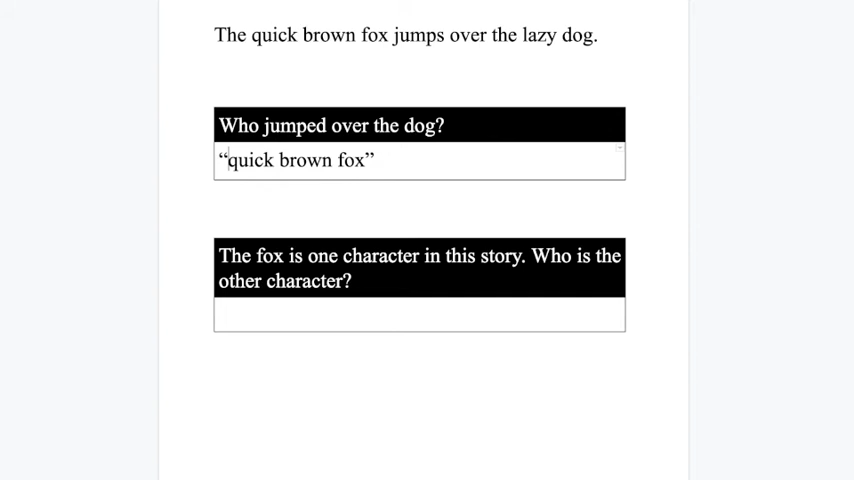 The quick brown fox jumps over the lazy dog.
Who jumped over the dog?
“quick brown fox”
The fox is one character in this story. Who is the
other character?